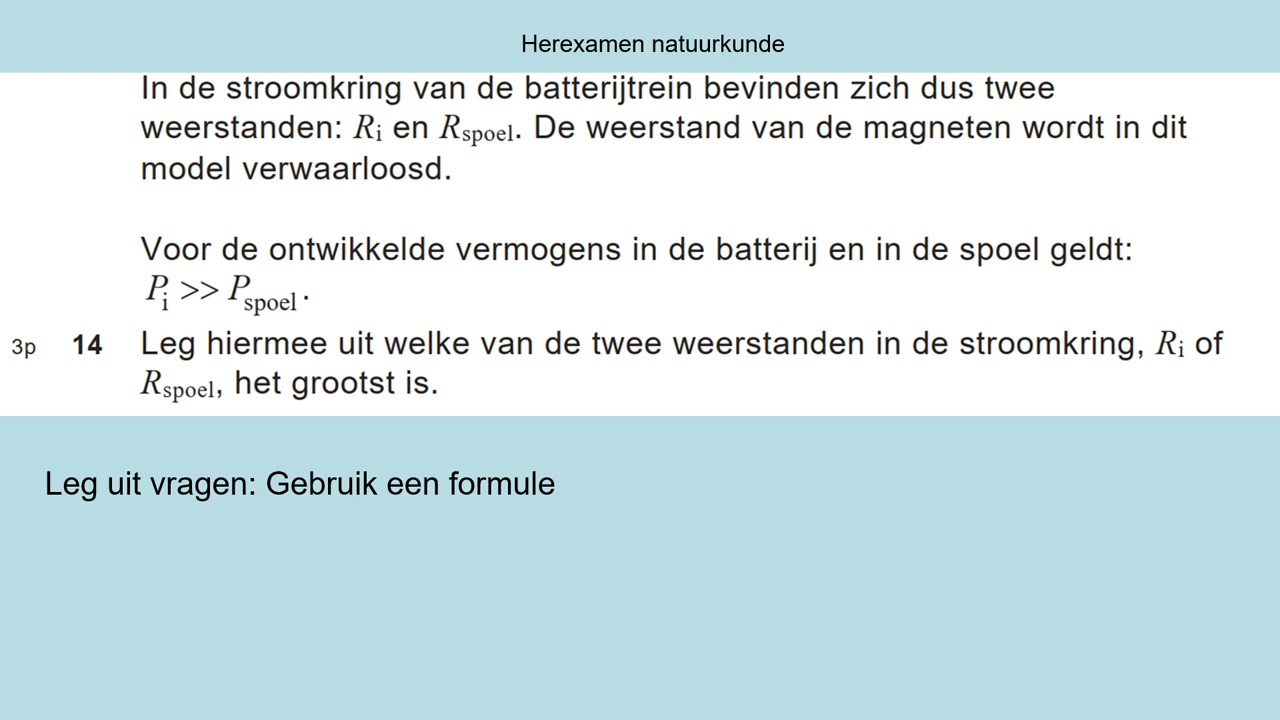 Herexamen natuurkunde
In de stroomkring van de batterijtrein bevinden zich dus twee
weerstanden: Ri en Rspoel. De weerstand van de magneten wordt in dit
model verwaarloosd.
Voor de ontwikkelde vermogens in de batterij en in de spoel geldt:
Pi >> Pspoel.
3p 14 Leg hiermee uit welke van de twee weerstanden in de stroomkring, Ri of
Rspoel, het grootst is.
Leg uit vragen: Gebruik een formule